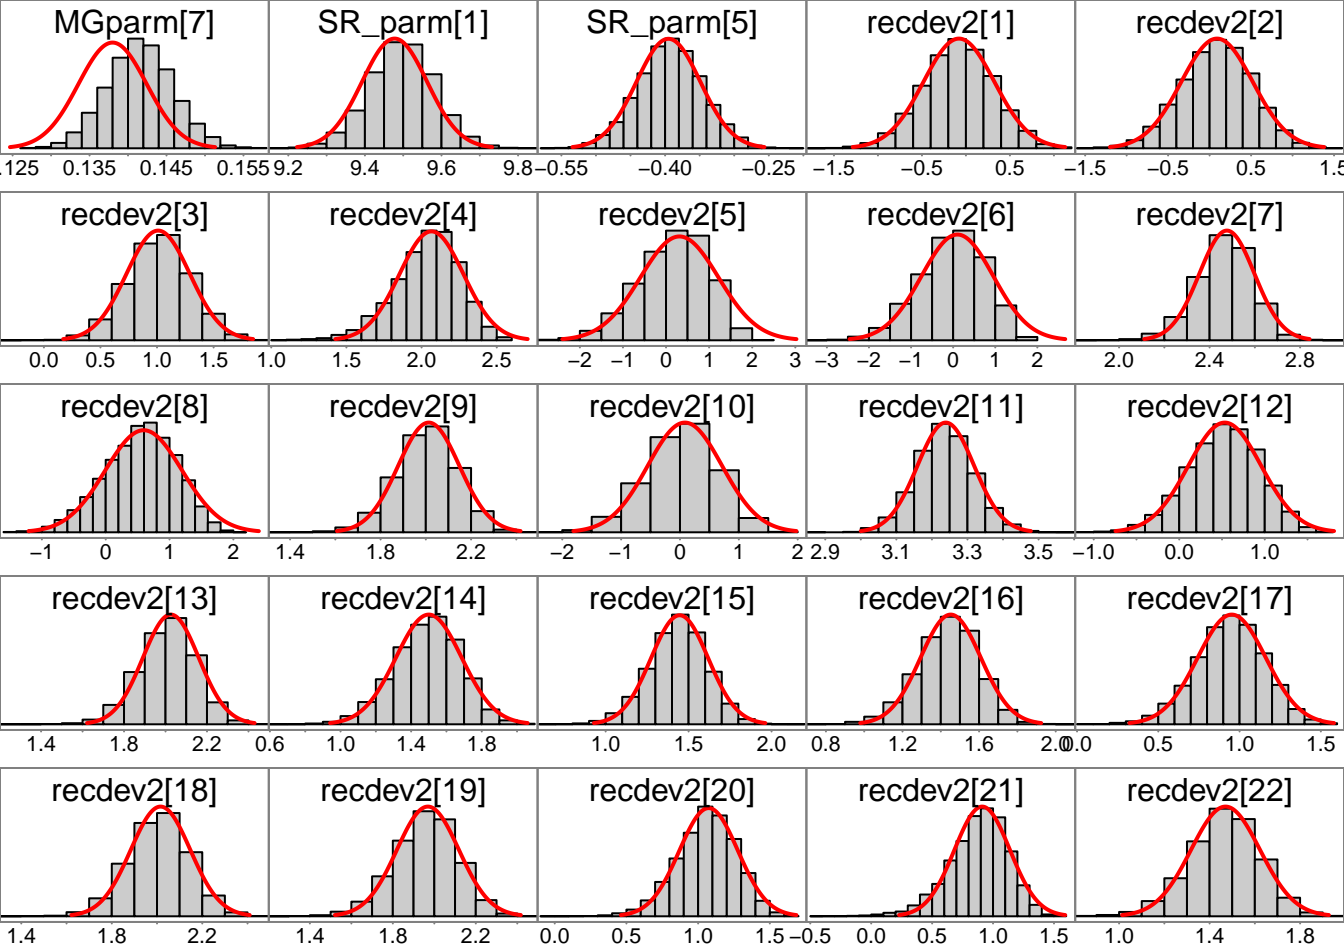 MGparm[7] SR_parm[1] SR_parm[5] recdev2[1] recdev2[2]
.125 0.135 0.145 0.155 9.2 9.4 9.6 9.8 −0.55 −0.40 −0.25 −1.5 −0.5 0.5 −1.5 −0.5 0.5 1.5
recdev2[3] recdev2[4] recdev2[5] recdev2[6] recdev2[7]
0.0 0.5 1.0 1.5 1.0 1.5 2.0 2.5 −2 −1 0 1 2 3 −3 −2 −1 0 1 2 2.0 2.4 2.8
recdev2[8] recdev2[9] recdev2[10] recdev2[11] recdev2[12]
−1 0 1 2 1.4 1.8 2.2 −2 −1 0 1 2 2.9 3.1 3.3 3.5 −1.0 0.0 1.0
recdev2[13] recdev2[14] recdev2[15] recdev2[16] recdev2[17]
1.4 1.8 2.2 0.6 1.0 1.4 1.8 1.0 1.5 2.0 0.8 1.2 1.6 2.0 0.0 0.5 1.0 1.5
recdev2[18] recdev2[19] recdev2[20] recdev2[21] recdev2[22]
1.4 1.8 2.2 1.4 1.8 2.2 0.0 0.5 1.0 1.5 −0.5 0.0 0.5 1.0 1.5 1.0 1.4 1.8